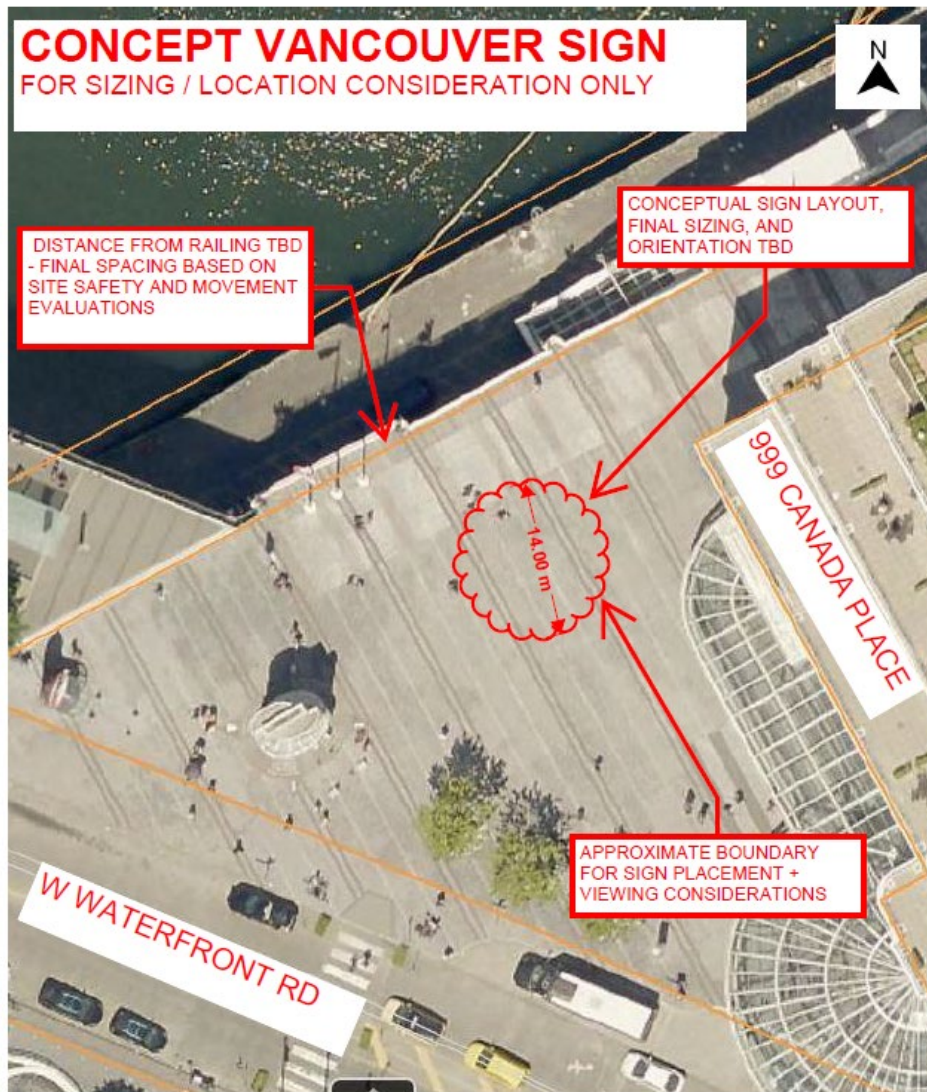 CONCEPT VANCOUVER SIGN
FOR SIZING / LOCATION CONSIDERATION ONLY
N
CONCEPTUAL SIGN LAYOUT,
FINAL SIZING, AND
ORIENTATION TBD
DISTANCE FROM RAILING TBD
- FINAL SPACING BASED ON
SITE SAFETY AND MOVEMENT
EVALUATIONS
14.00 m
999 CANADA PLACE
APPROXIMATE BOUNDARY
FOR SIGN PLACEMENT +
VIEWING CONSIDERATIONS
W WATERFRONT RD